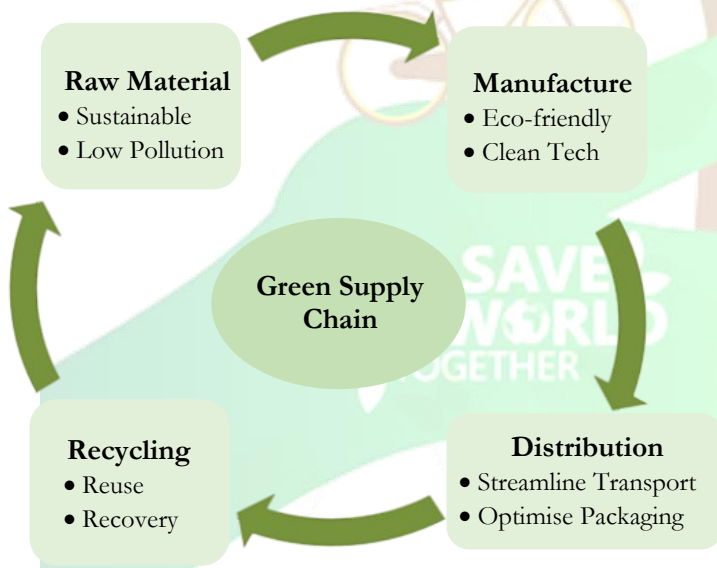 Raw Material
• Sustainable
• Low Pollution
Manufacture
• Eco-friendly
• Clean Tech
Green Supply
Chain
SAVE
WORLD
TOGETHER
Recycling
• Reuse
• Recovery
Distribution
• Streamline Transport
• Optimise Packaging